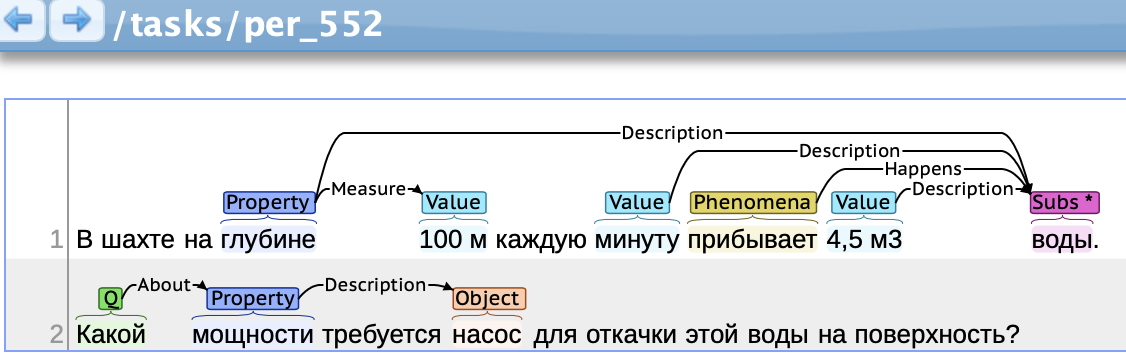 /tasks/per_552
Description
Description
Happens
Measure Description
Property Value Value Phenomena Value Subs *
1 В шахте на глубине 100 м каждую минуту прибывает 4,5 м3 воды.
About Description
Q Property Object
2 Какой мощности требуется насос для откачки этой воды на поверхность?